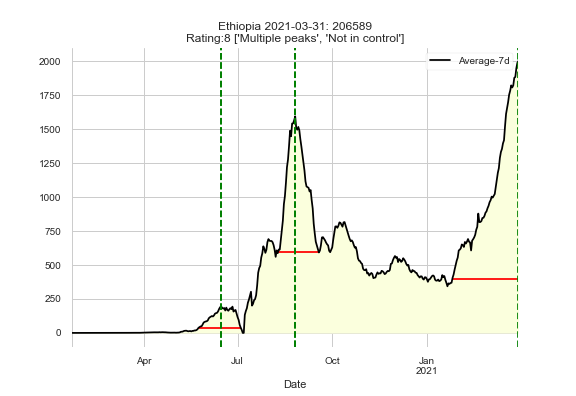 Ethiopia 2021-03-31: 206589
Rating:8 ['Multiple peaks', 'Not in control']
Average-7d
2000
1750
1500
1250
1000
750
500
250
0
Apr
Jul
Oct
Jan
2021
Date